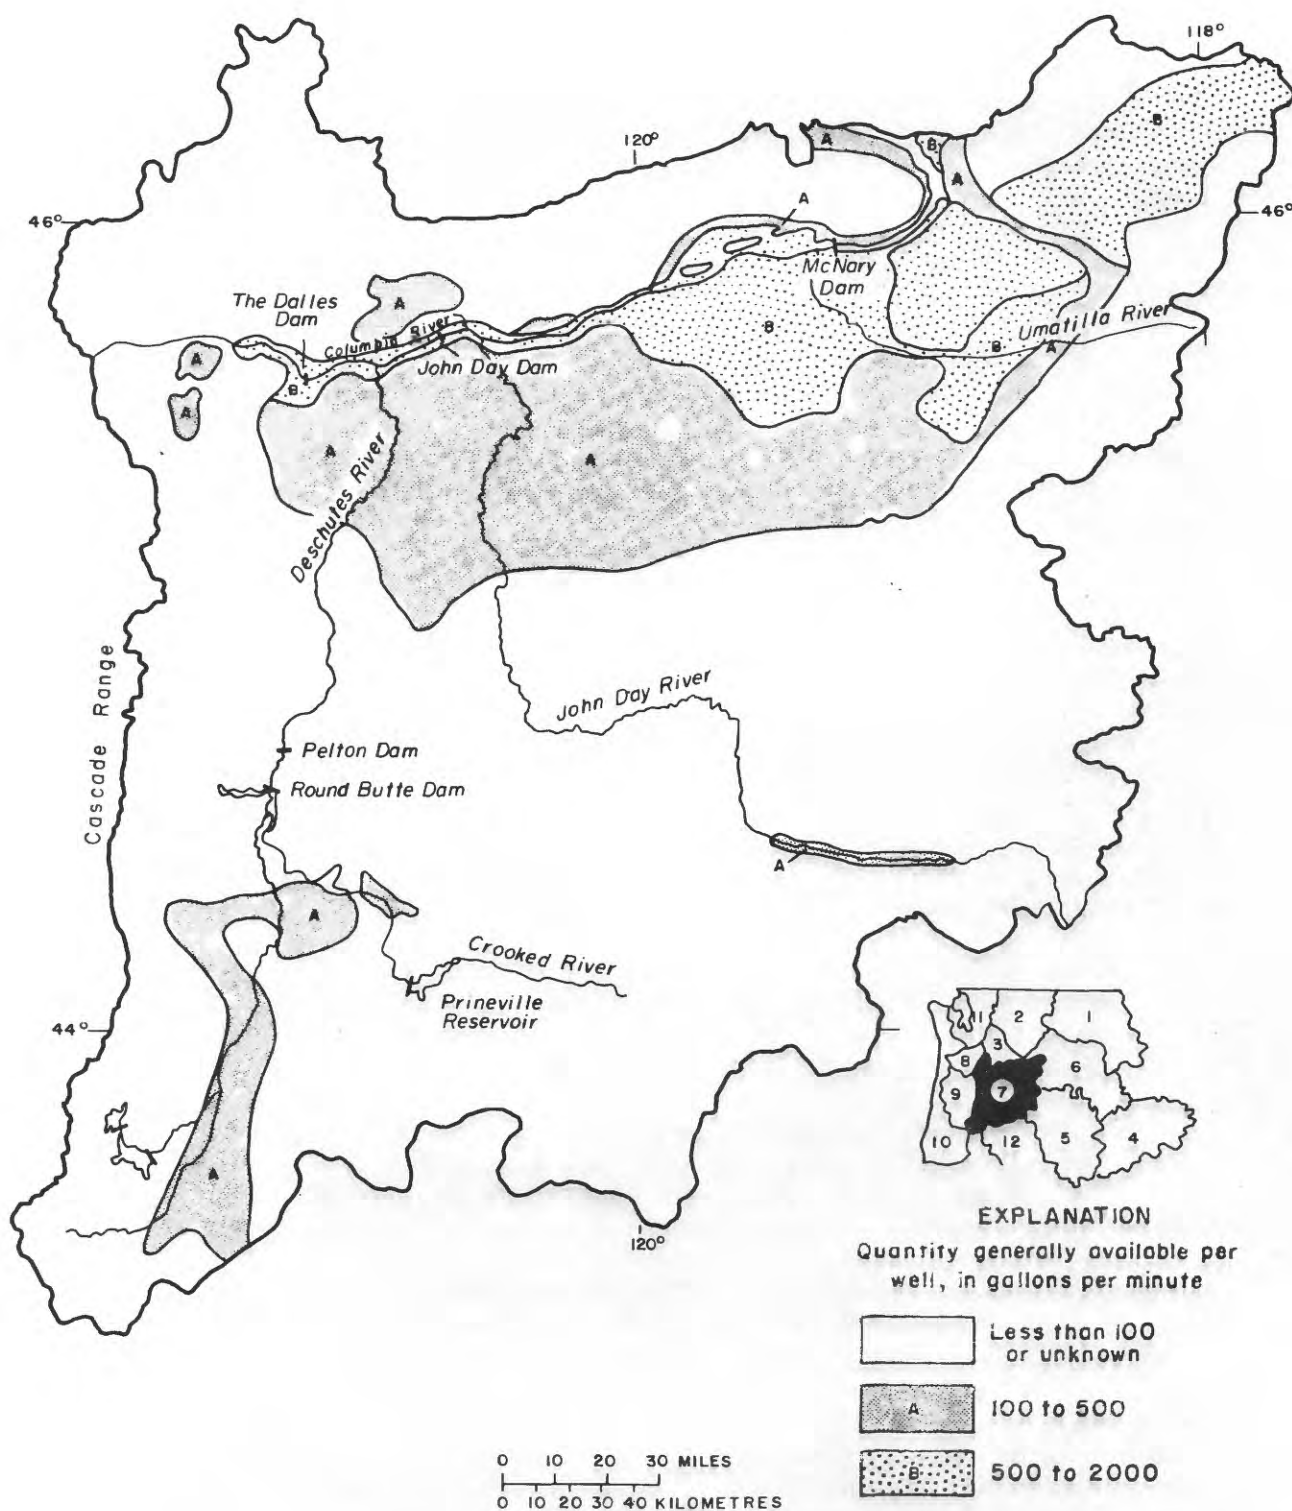 118°
120°
46°
46°
A
B
A
B
A
McNary
Dam
The Dalles
Dam
A
Columbia River
B
Umatilla River
B
A
John Day Dam
A
A
B
A
A
Deschutes River
Cascade Range
John Day River
Pelton Dam
Round Butte Dam
A
A
Crooked River
Prineville
Reservoir
44°
A
120°
11
2
1
3
8
6
9
7
10
12
5
4
EXPLANATION
Quantity generally available per
well, in gallons per minute
Less than 100
or unknown
A
100 to 500
B
500 to 2000
0 10 20 30 MILES
0 10 20 30 40 KILOMETRES